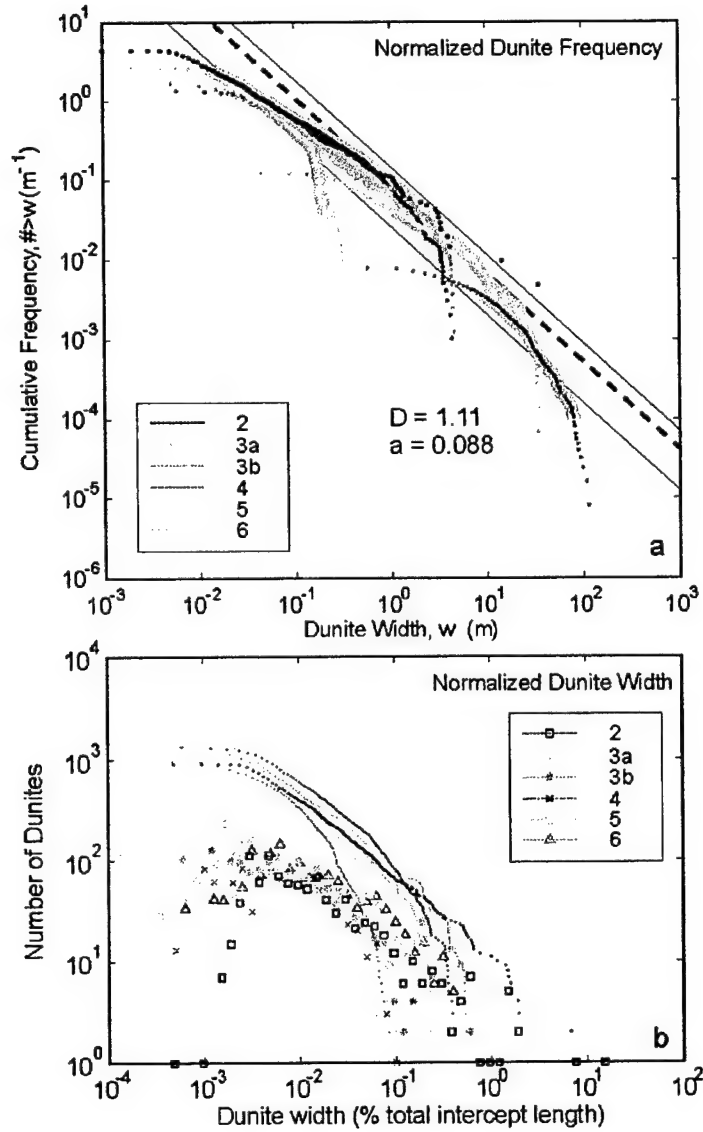 Normalized Dunite Frequency
10^1
10^0
10^-1
10^-2
10^-3
10^-4
10^-5
10^-6
Cumulative Frequency, #>w(m^-1)
2
3a
3b
4
5
6
D = 1.11
a = 0.088
a
10^-3
10^-2
10^-1
10^0
10^1
10^2
10^3
Dunite Width, w (m)
Normalized Dunite Width
10^4
10^3
10^2
10^1
10^0
Number of Dunites
2
3a
3b
4
5
6
b
10^-4
10^-3
10^-2
10^-1
10^0
10^1
10^2
Dunite width (% total intercept length)